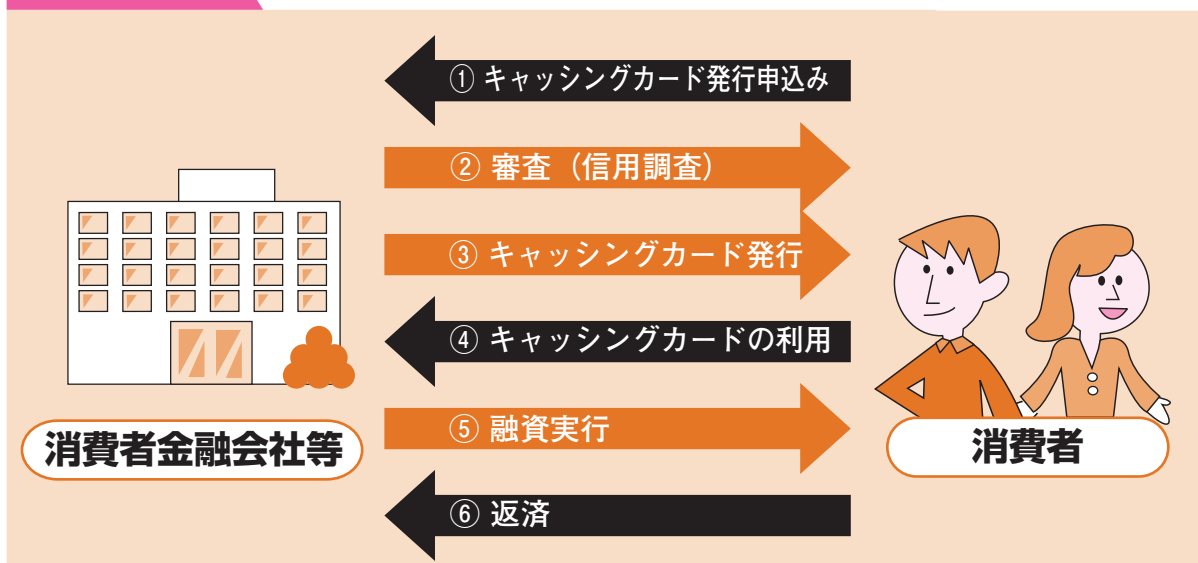 ① キャッシングカード発行申込み
② 審査（信用調査）
③ キャッシングカード発行
④ キャッシングカードの利用
⑤ 融資実行
⑥ 返済
消費者金融会社等
消費者